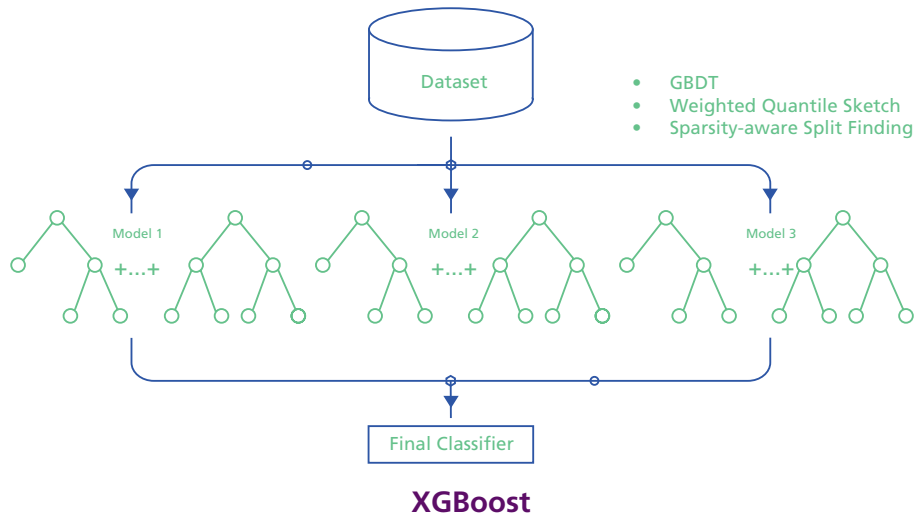 Dataset
• GBDT
• Weighted Quantile Sketch
• Sparsity-aware Split Finding
Model 1
Model 2
Model 3
+...+
+...+
+...+
Final Classifier
XGBoost